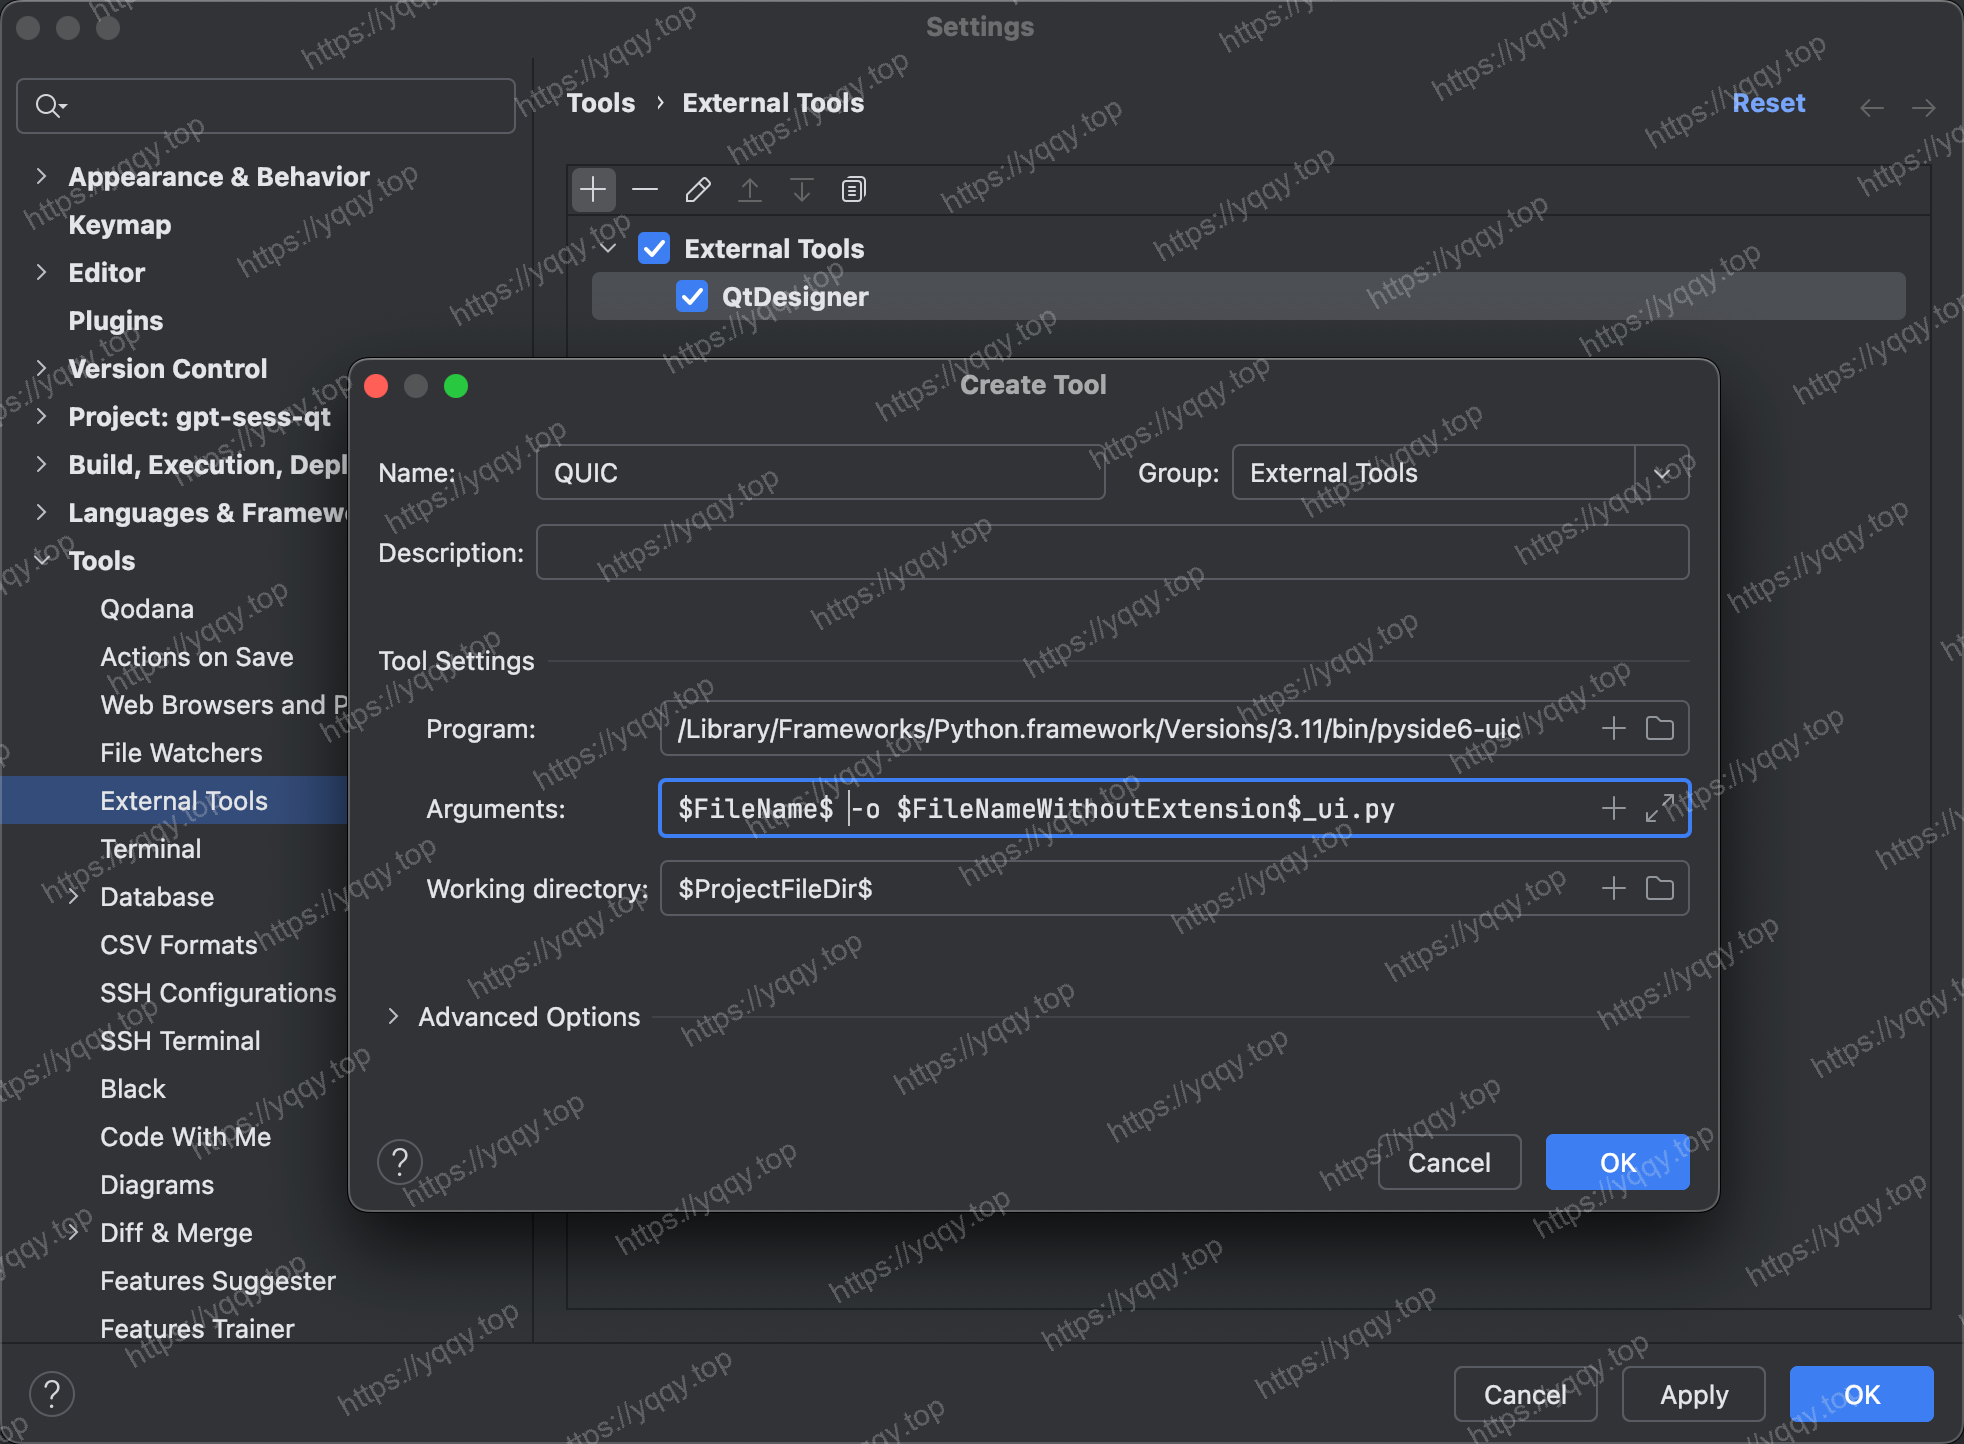 Settings
Tools › External Tools
Reset
Appearance & Behavior
Keymap
Editor
Plugins
Version Control
Project: gpt-sess-qt
Build, Execution, Depl
Languages & Framew
Tools
Qodana
Actions on Save
Web Browsers and P
File Watchers
External Tools
Terminal
Database
CSV Formats
SSH Configurations
SSH Terminal
Black
Code With Me
Diagrams
Diff & Merge
Features Suggester
Features Trainer
External Tools
QtDesigner
Create Tool
Name: QUIC Group: External Tools
Description:
Tool Settings
Program: /Library/Frameworks/Python.framework/Versions/3.11/bin/pyside6-uic
Arguments: $FileName$ -o $FileNameWithoutExtension$_ui.py
Working directory: $ProjectFileDir$
Advanced Options
? Cancel OK
? Cancel Apply OK
https://yqqy.top